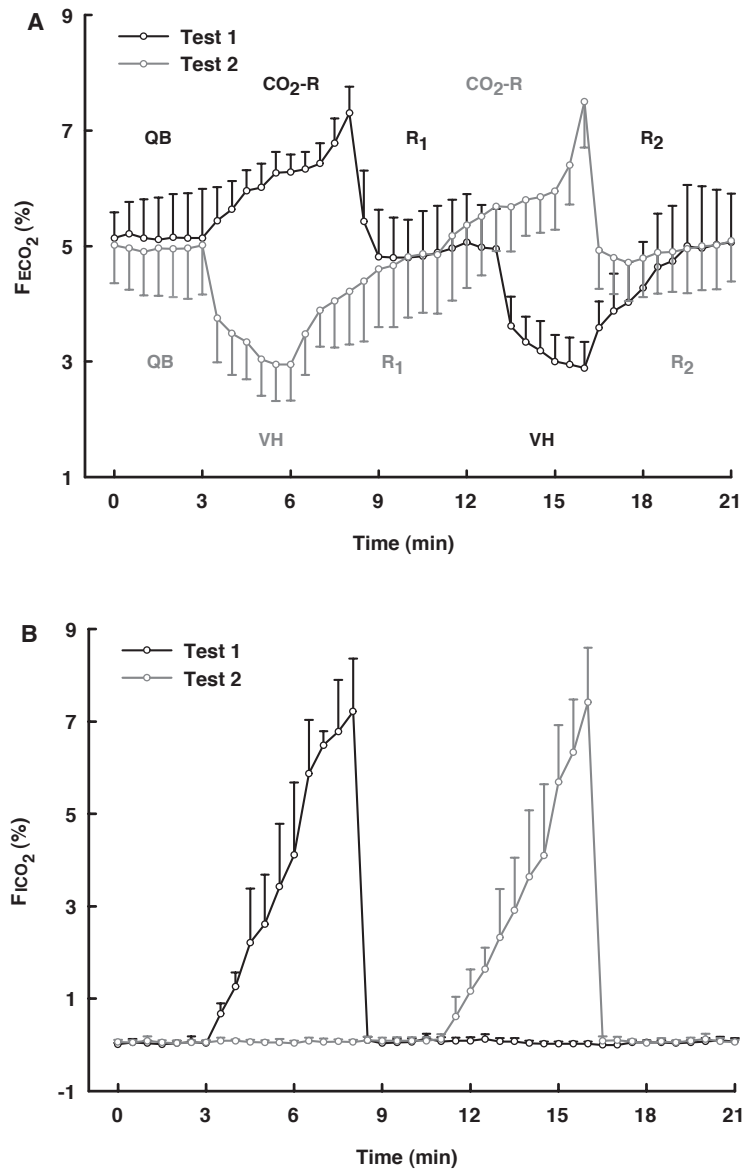 A
Test 1
Test 2
CO2-R
CO2-R
QB
R1
R2
QB
R1
R2
VH
VH
FECO2 (%)
9
7
5
3
1
0 3 6 9 12 15 18 21
Time (min)
B
Test 1
Test 2
FICO2 (%)
9
7
5
3
1
-1
0 3 6 9 12 15 18 21
Time (min)